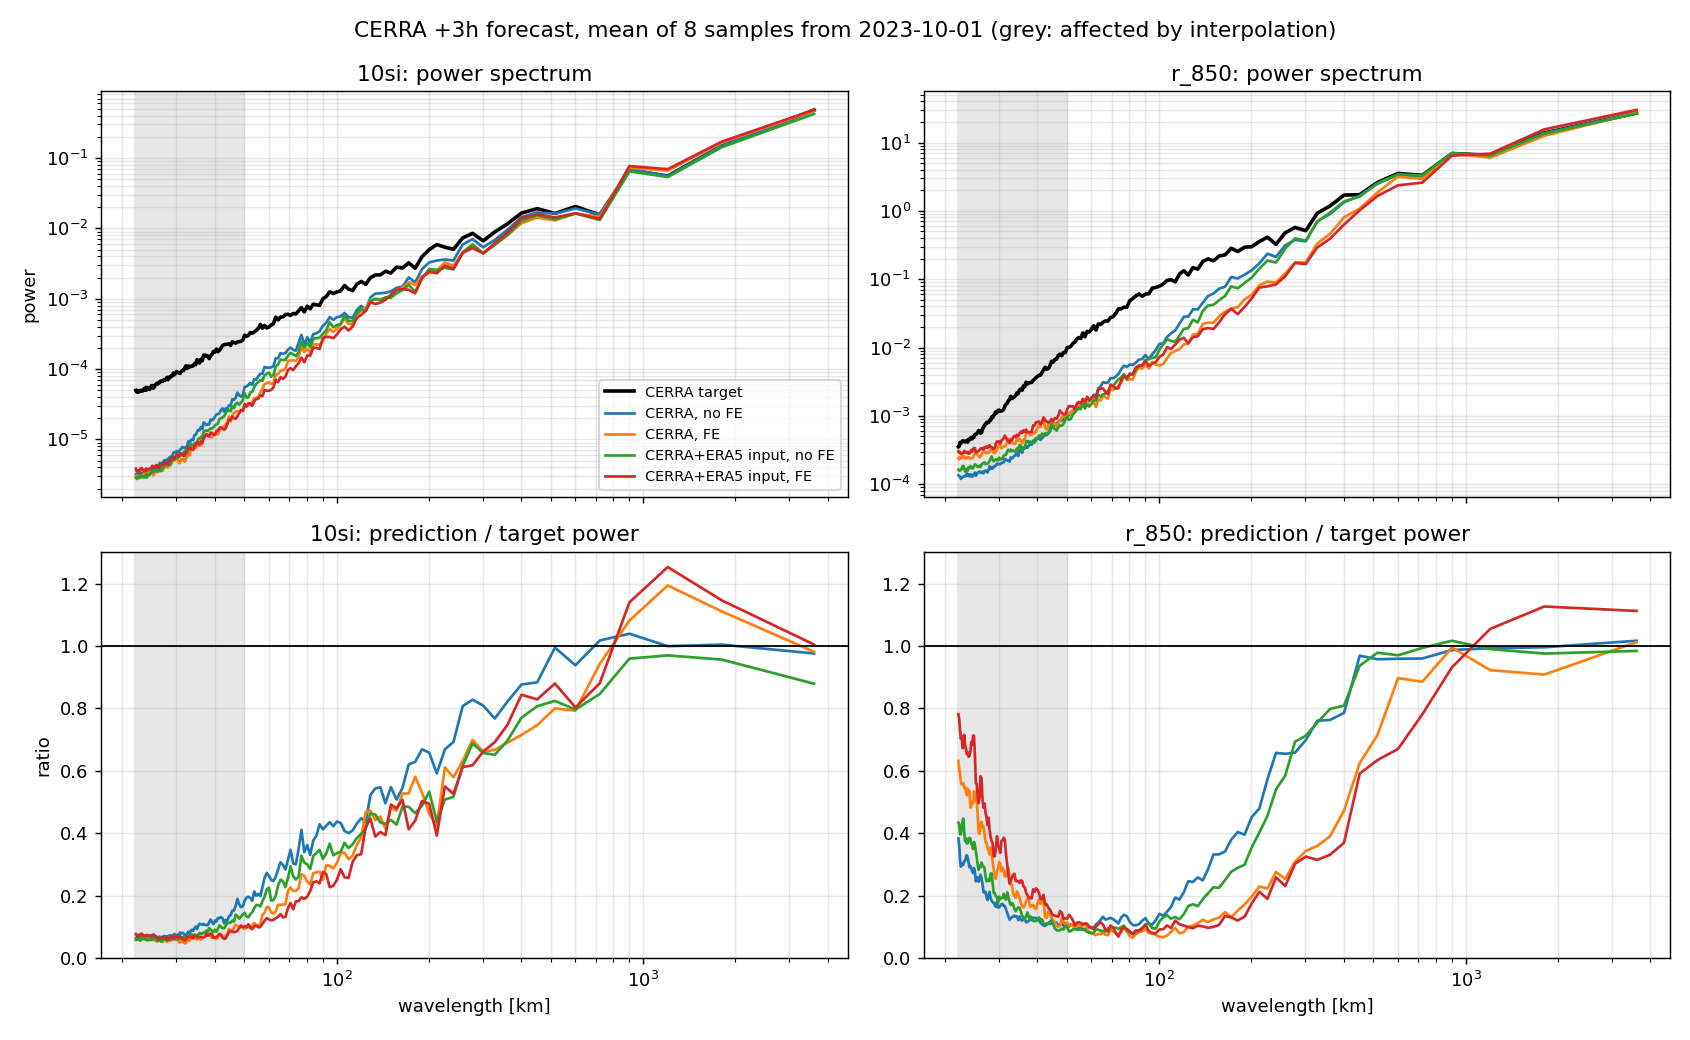 CERRA +3h forecast, mean of 8 samples from 2023-10-01 (grey: affected by interpolation)
10si: power spectrum
power
10⁻¹
10⁻²
10⁻³
10⁻⁴
10⁻⁵
CERRA target
CERRA, no FE
CERRA, FE
CERRA+ERA5 input, no FE
CERRA+ERA5 input, FE
r_850: power spectrum
10¹
10⁰
10⁻¹
10⁻²
10⁻³
10⁻⁴
10si: prediction / target power
ratio
1.2
1.0
0.8
0.6
0.4
0.2
0.0
10²
10³
wavelength [km]
r_850: prediction / target power
1.2
1.0
0.8
0.6
0.4
0.2
0.0
10²
10³
wavelength [km]